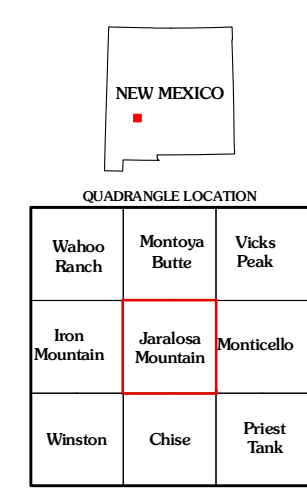 NEW MEXICO
QUADRANGLE LOCATION
Wahoo
Ranch
Montoya
Butte
Vicks
Peak
Iron
Mountain
Jaralosa
Mountain
Monticello
Winston
Chise
Priest
Tank